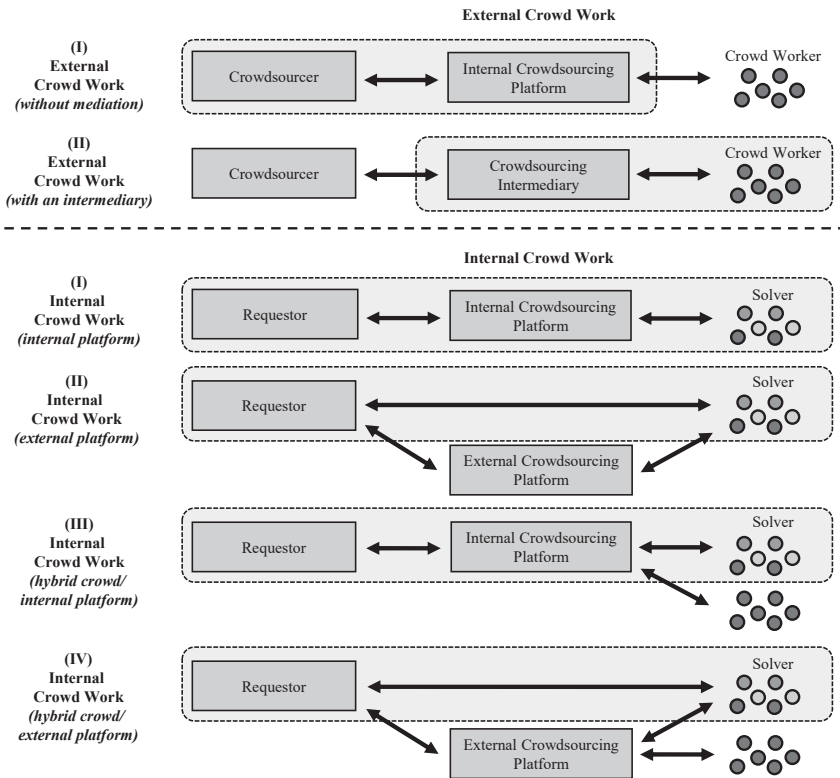 External Crowd Work
(I)
External
Crowd Work
(without mediation)
Crowdsourcer
Internal Crowdsourcing
Platform
Crowd Worker
(II)
External
Crowd Work
(with an intermediary)
Crowdsourcer
Crowdsourcing
Intermediary
Crowd Worker
Internal Crowd Work
(I)
Internal
Crowd Work
(internal platform)
Requestor
Internal Crowdsourcing
Platform
Solver
(II)
Internal
Crowd Work
(external platform)
Requestor
Solver
External Crowdsourcing
Platform
(III)
Internal
Crowd Work
(hybrid crowd/
internal platform)
Requestor
Internal Crowdsourcing
Platform
Solver
(IV)
Internal
Crowd Work
(hybrid crowd/
external platform)
Requestor
Solver
External Crowdsourcing
Platform